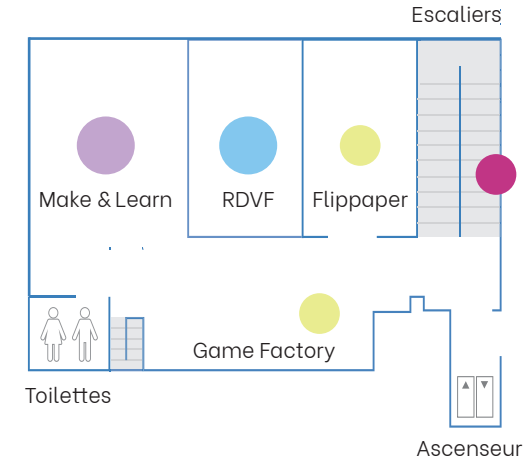 Escaliers
Make & Learn
RDVF
Flippaper
Game Factory
Toilettes
Ascenseur